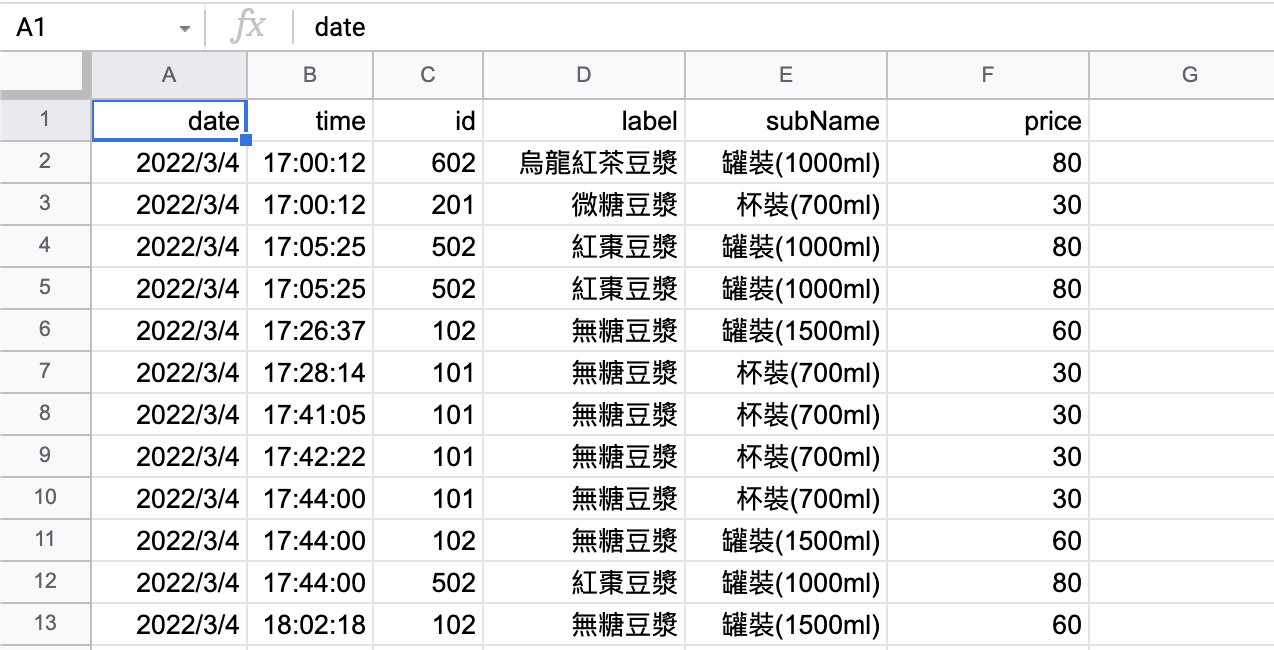 A1 fx date
A B C D E F G
1 date time id label subName price
2 2022/3/4 17:00:12 602 烏龍紅茶豆漿 罐裝(1000ml) 80
3 2022/3/4 17:00:12 201 微糖豆漿 杯裝(700ml) 30
4 2022/3/4 17:05:25 502 紅棗豆漿 罐裝(1000ml) 80
5 2022/3/4 17:05:25 502 紅棗豆漿 罐裝(1000ml) 80
6 2022/3/4 17:26:37 102 無糖豆漿 罐裝(1500ml) 60
7 2022/3/4 17:28:14 101 無糖豆漿 杯裝(700ml) 30
8 2022/3/4 17:41:05 101 無糖豆漿 杯裝(700ml) 30
9 2022/3/4 17:42:22 101 無糖豆漿 杯裝(700ml) 30
10 2022/3/4 17:44:00 101 無糖豆漿 杯裝(700ml) 30
11 2022/3/4 17:44:00 102 無糖豆漿 罐裝(1500ml) 60
12 2022/3/4 17:44:00 502 紅棗豆漿 罐裝(1000ml) 80
13 2022/3/4 18:02:18 102 無糖豆漿 罐裝(1500ml) 60